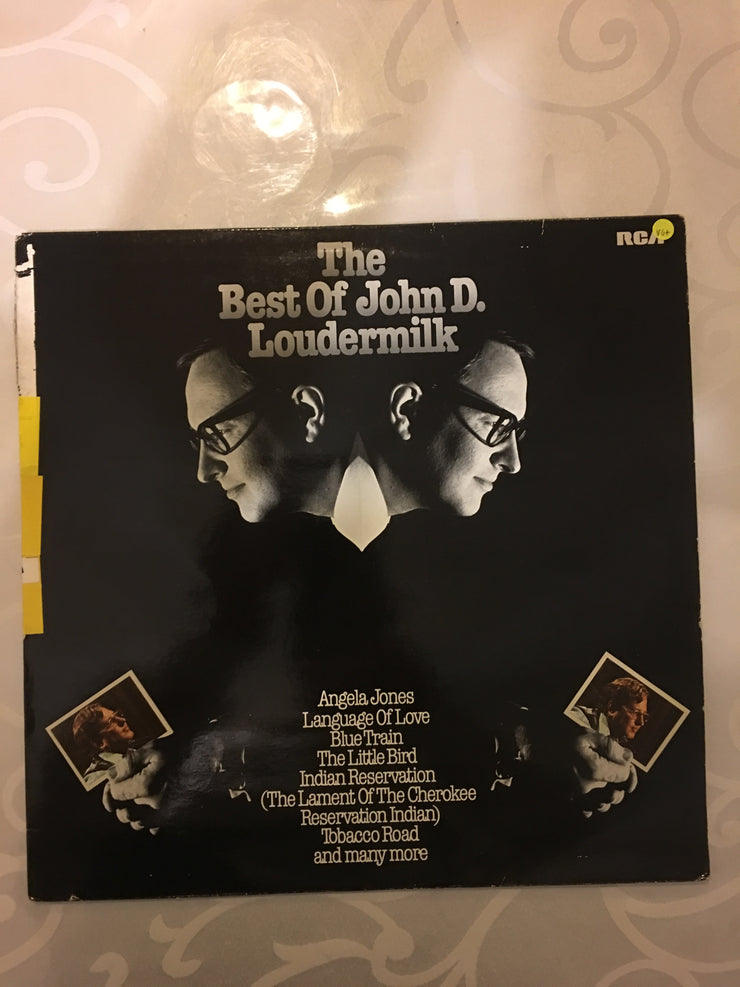 The
Best Of John D.
Loudermilk
RCA
VG+
Angela Jones
Language Of Love
Blue Train
The Little Bird
Indian Reservation
(The Lament Of The Cherokee
Reservation Indian)
Tobacco Road
and many more